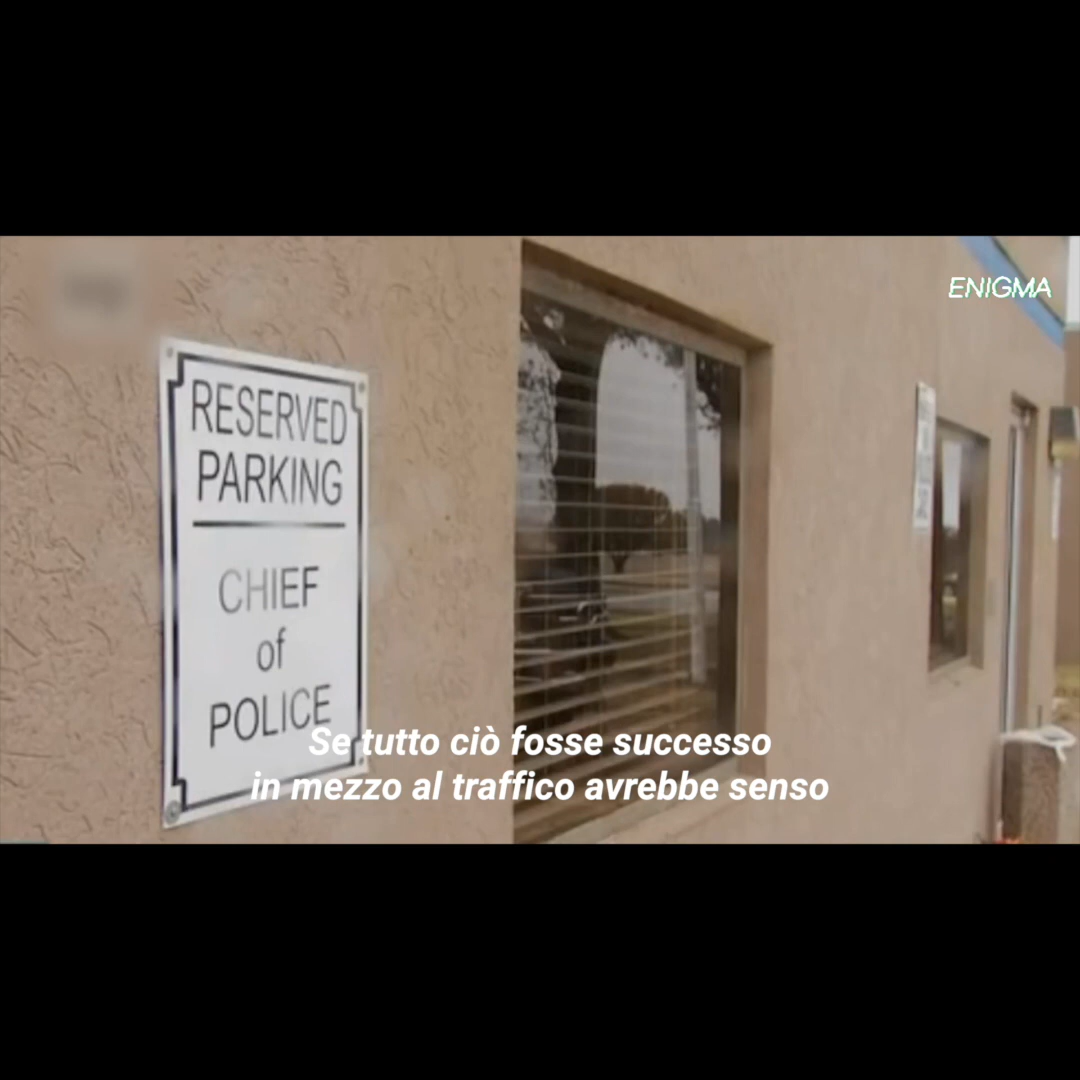 ENIGMA
RESERVED
PARKING
CHIEF
of
POLICE
Se tutto ciò fosse successo
in mezzo al traffico avrebbe senso